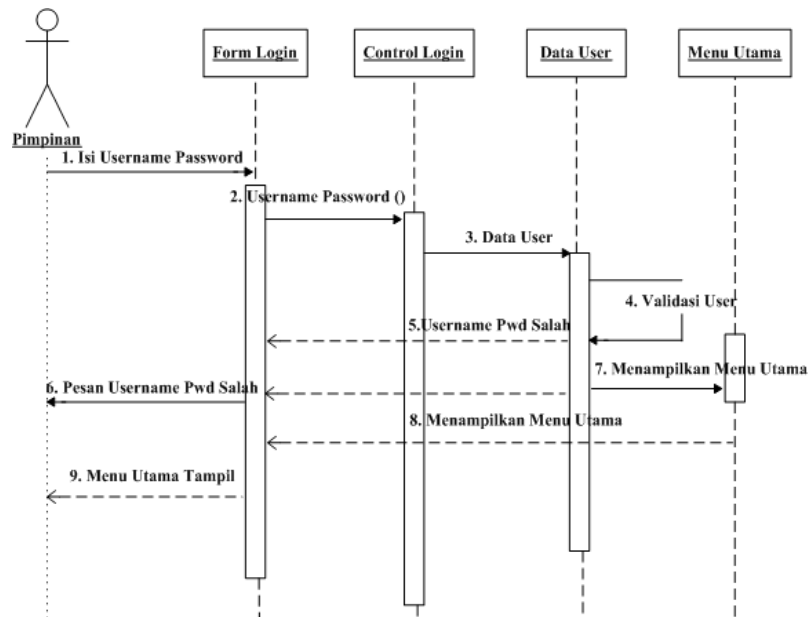 Form Login
Control Login
Data User
Menu Utama
Pimpinan
1. Isi Username Password
2. Username Password ()
3. Data User
4. Validasi User
5.Username Pwd Salah
6. Pesan Username Pwd Salah
7. Menampilkan Menu Utama
8. Menampilkan Menu Utama
9. Menu Utama Tampil